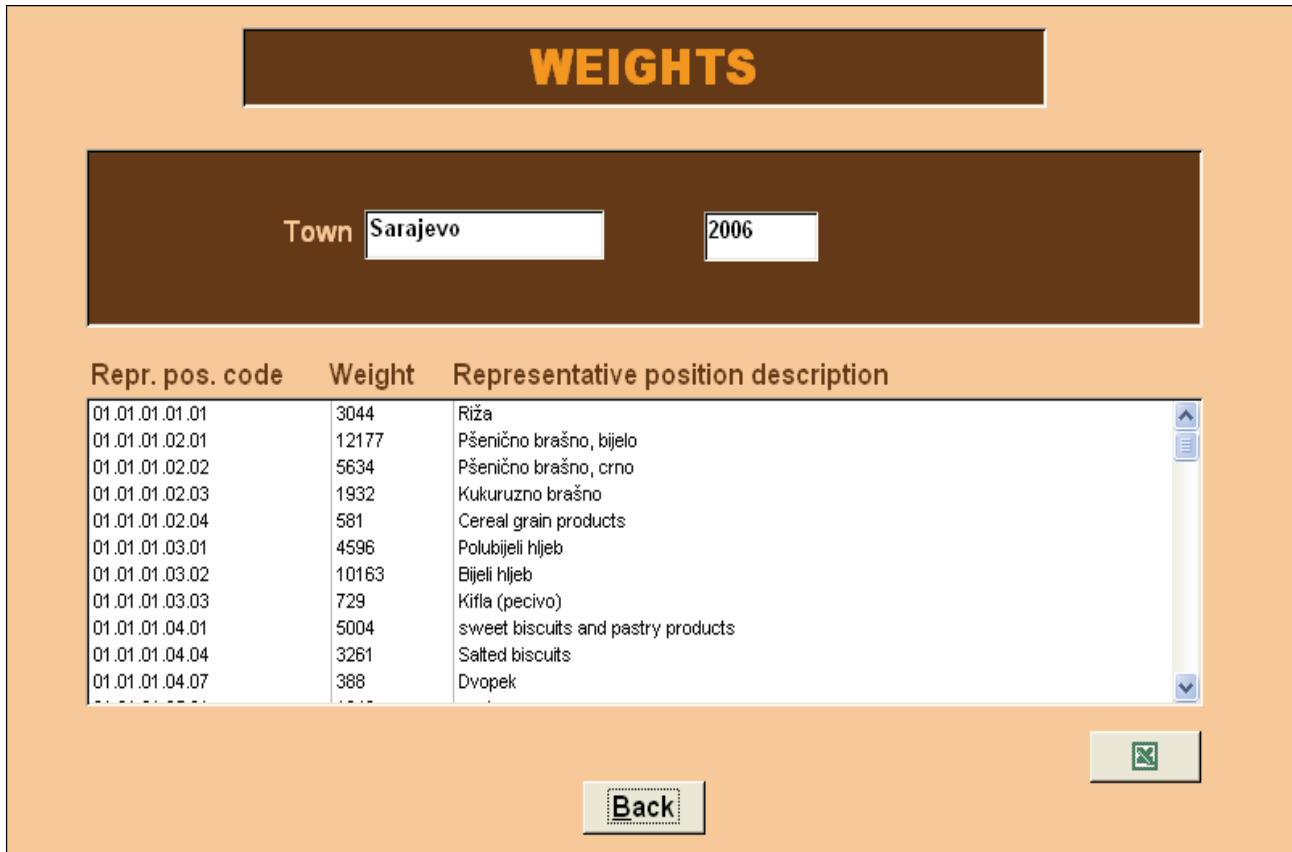 WEIGHTS
Town Sarajevo 2006
Repr. pos. code Weight Representative position description
01.01.01.01.01 3044 Riža
01.01.01.02.01 12177 Pšenično brašno, bijelo
01.01.01.02.02 5634 Pšenično brašno, crno
01.01.01.02.03 1932 Kukuruzno brašno
01.01.01.02.04 581 Cereal grain products
01.01.01.03.01 4596 Polubijeli hljeb
01.01.01.03.02 10163 Bijeli hljeb
01.01.01.03.03 729 Kifla (pecivo)
01.01.01.04.01 5004 sweet biscuits and pastry products
01.01.01.04.04 3261 Salted biscuits
01.01.01.04.07 388 Dvopek
Back